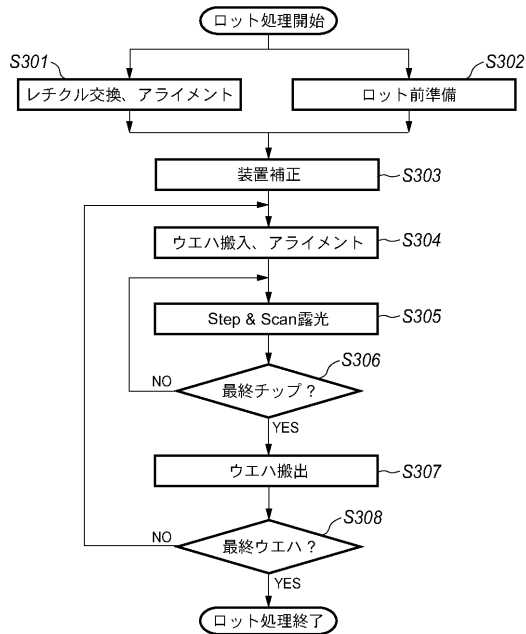 ロット処理開始
S301
S302
レチクル交換、アライメント
ロット前準備
装置補正
S303
ウエハ搬入、アライメント
S304
Step & Scan露光
S305
S306
最終チップ?
NO
YES
ウエハ搬出
S307
S308
最終ウエハ?
NO
YES
ロット処理終了